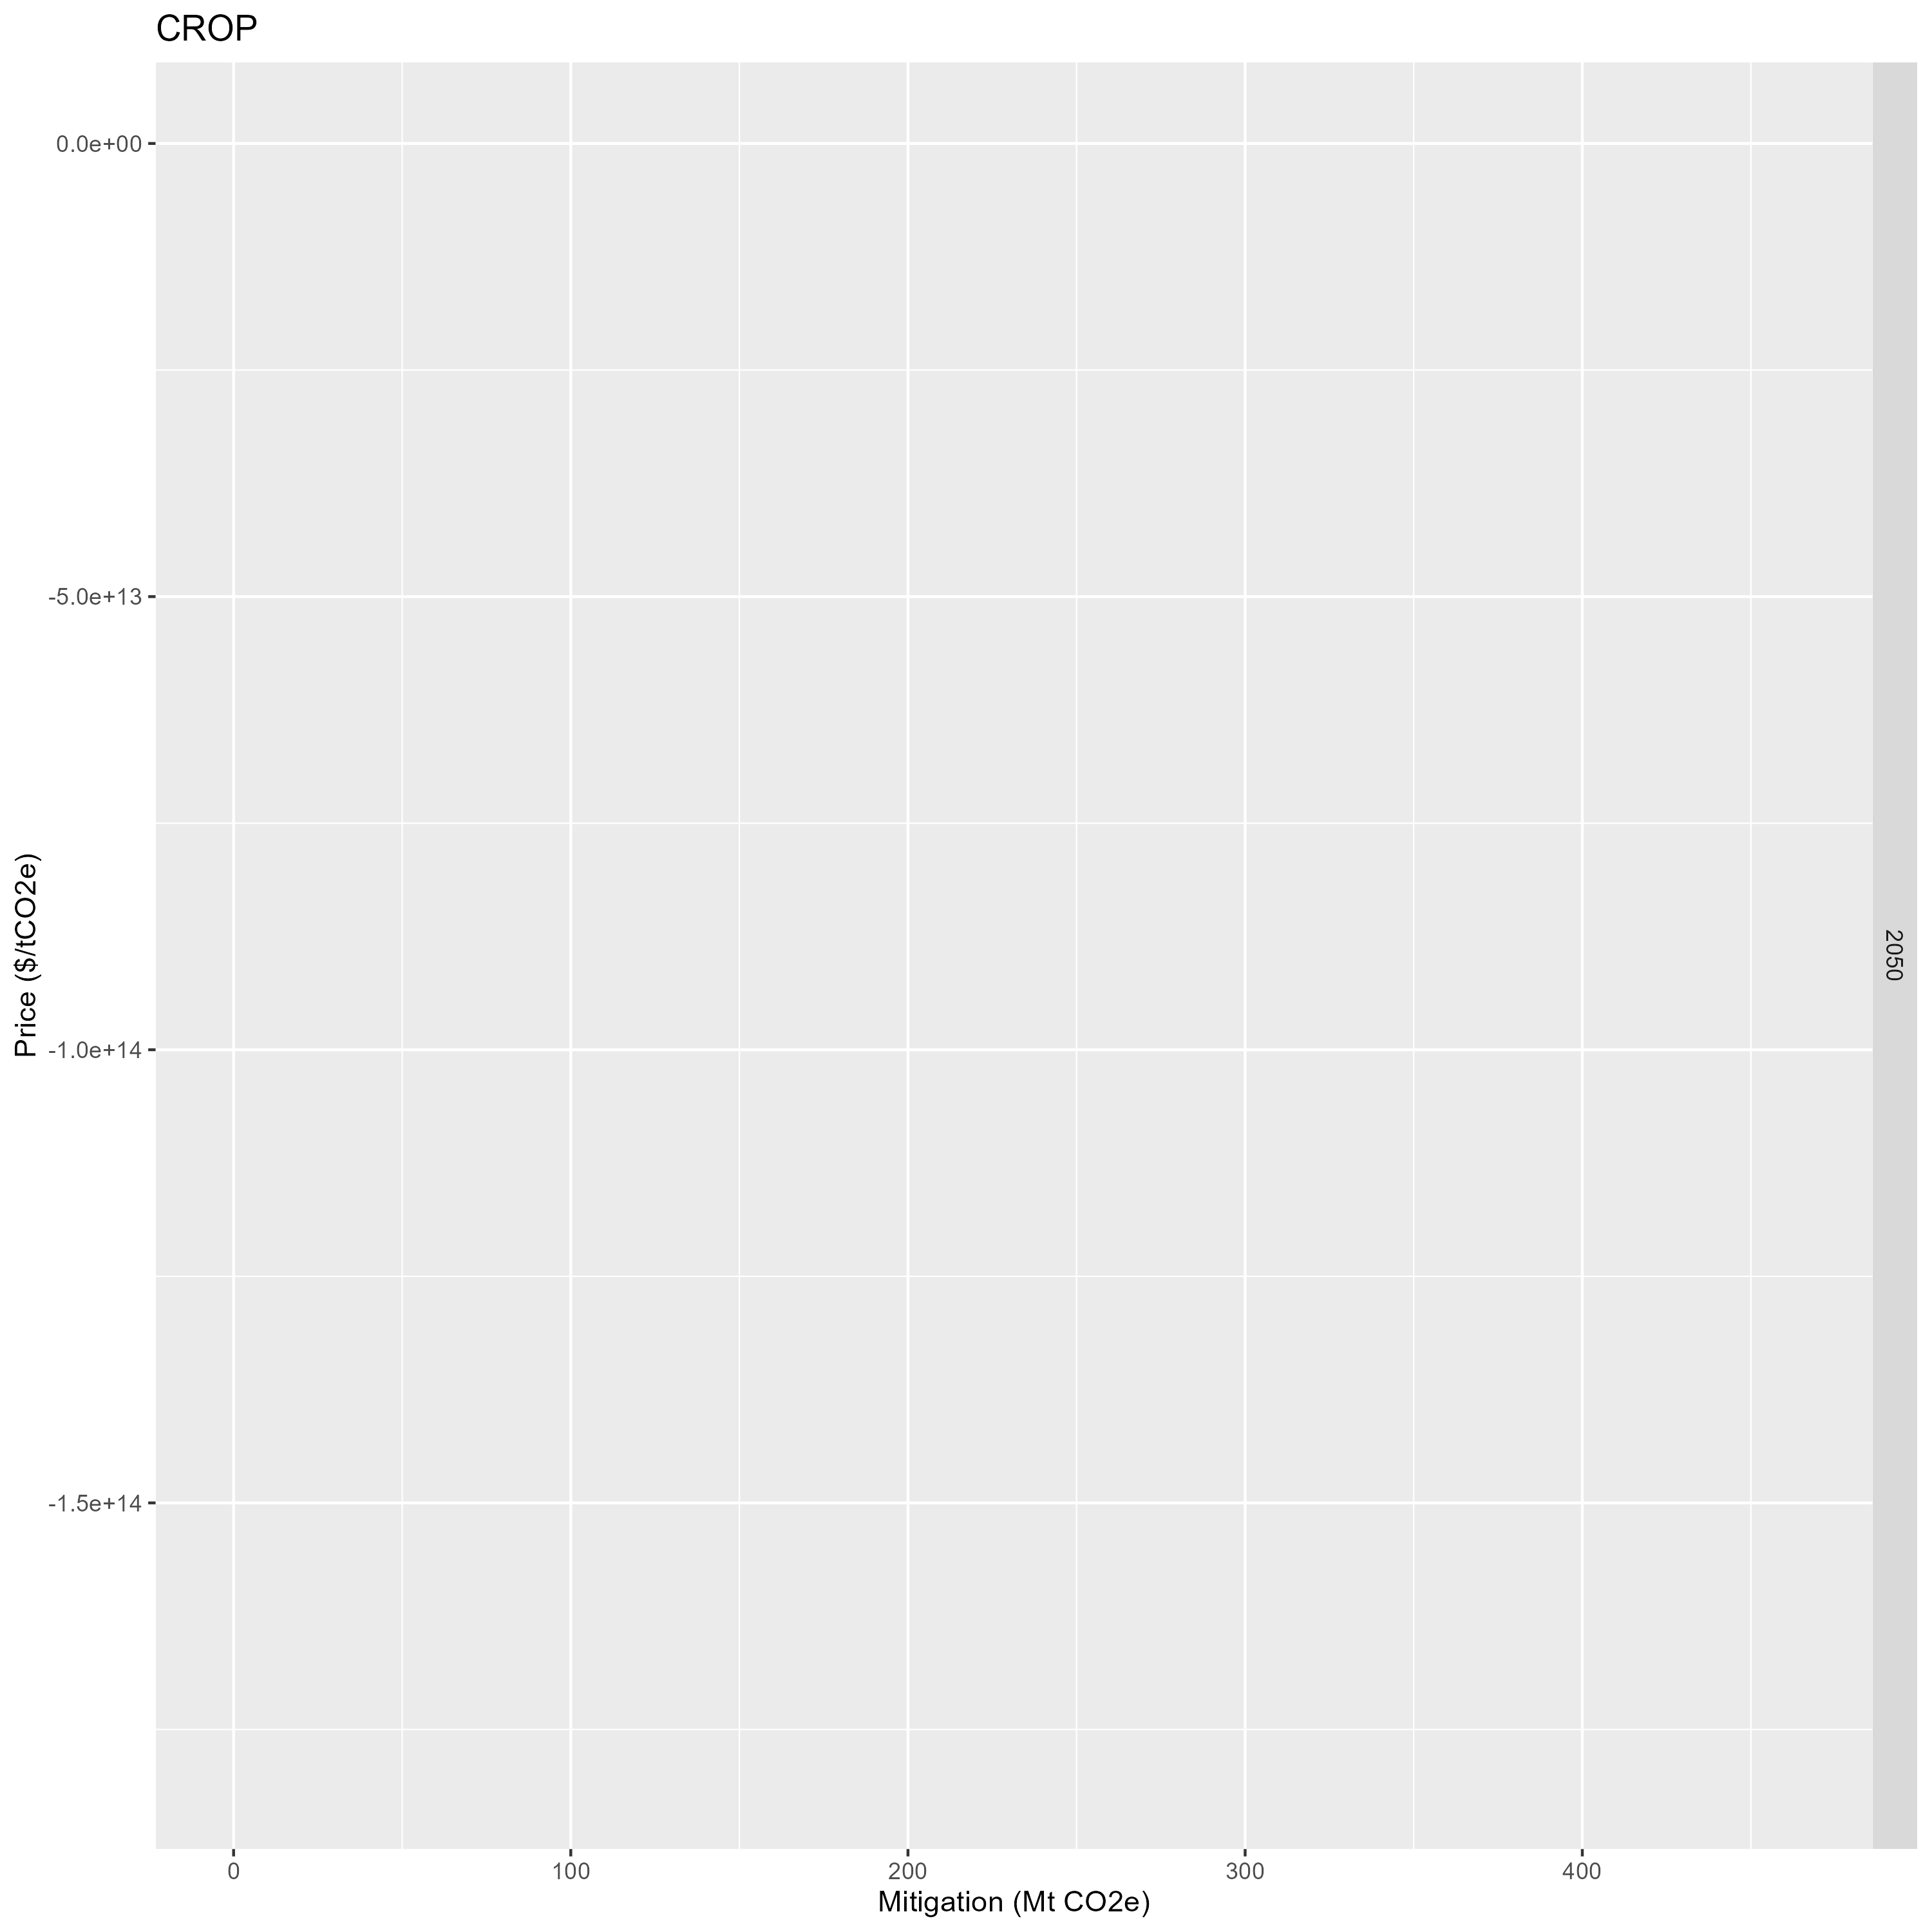 CROP
0.0e+00
-5.0e+13
-1.0e+14
-1.5e+14
Price ($/tCO2e)
2050
0 100 200 300 400
Mitigation (Mt CO2e)